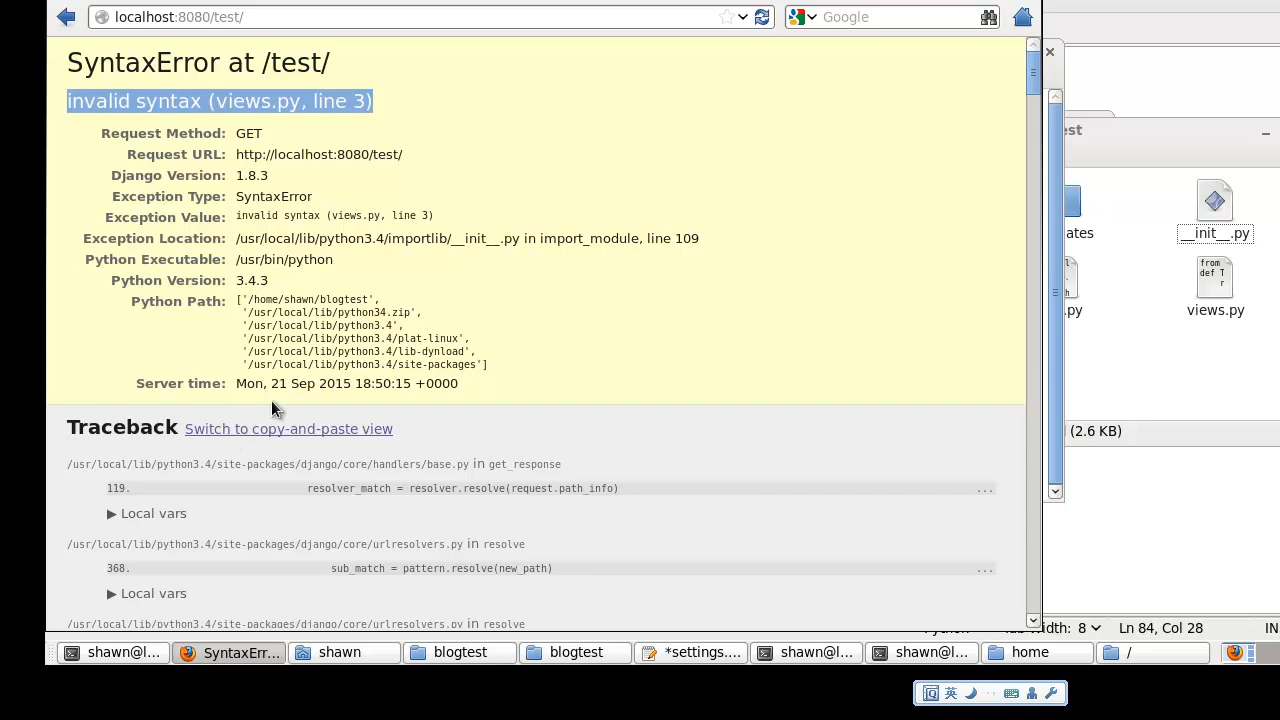 localhost:8080/test/
Google
SyntaxError at /test/
invalid syntax (views.py, line 3)
Request Method: GET
Request URL: http://localhost:8080/test/
Django Version: 1.8.3
Exception Type: SyntaxError
Exception Value: invalid syntax (views.py, line 3)
Exception Location: /usr/local/lib/python3.4/importlib/__init__.py in import_module, line 109
Python Executable: /usr/bin/python
Python Version: 3.4.3
Python Path: ['/home/shawn/blogtest',
'/usr/local/lib/python34.zip',
'/usr/local/lib/python3.4',
'/usr/local/lib/python3.4/plat-linux',
'/usr/local/lib/python3.4/lib-dynload',
'/usr/local/lib/python3.4/site-packages']
Server time: Mon, 21 Sep 2015 18:50:15 +0000
Traceback Switch to copy-and-paste view
/usr/local/lib/python3.4/site-packages/django/core/handlers/base.py in get_response
119. resolver_match = resolver.resolve(request.path_info) ...
▶ Local vars
/usr/local/lib/python3.4/site-packages/django/core/urlresolvers.py in resolve
368. sub_match = pattern.resolve(new_path) ...
▶ Local vars
/usr/local/lib/python3.4/site-packages/django/core/urlresolvers.py in resolve
est
ates
__init__.py
from
def T
r
.py
views.py
(2.6 KB)
Width: 8 Ln 84, Col 28 IN
shawn@l... SyntaxErr... shawn blogtest blogtest *settings.... shawn@l... shawn@l... home /
英